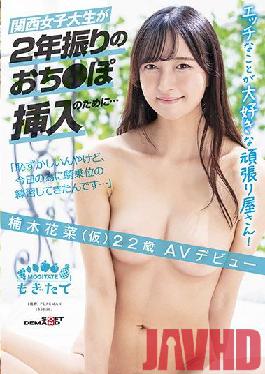 関西女子大生が
2年振りの
おち●ぽ
挿入のために…
エッチなことが大好きな
頑張り屋さん！
「恥ずかしいんやけど、
今日の為に騎乗位の
練習してきたんです…」
楠木花菜(仮)22歳 AVデビュー
MOGITATE
もぎたて
DEMAND
JAVHD